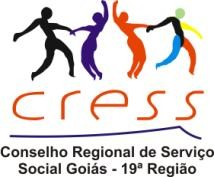 cress
Conselho Regional de Serviço
Social Goiás - 19ª Região